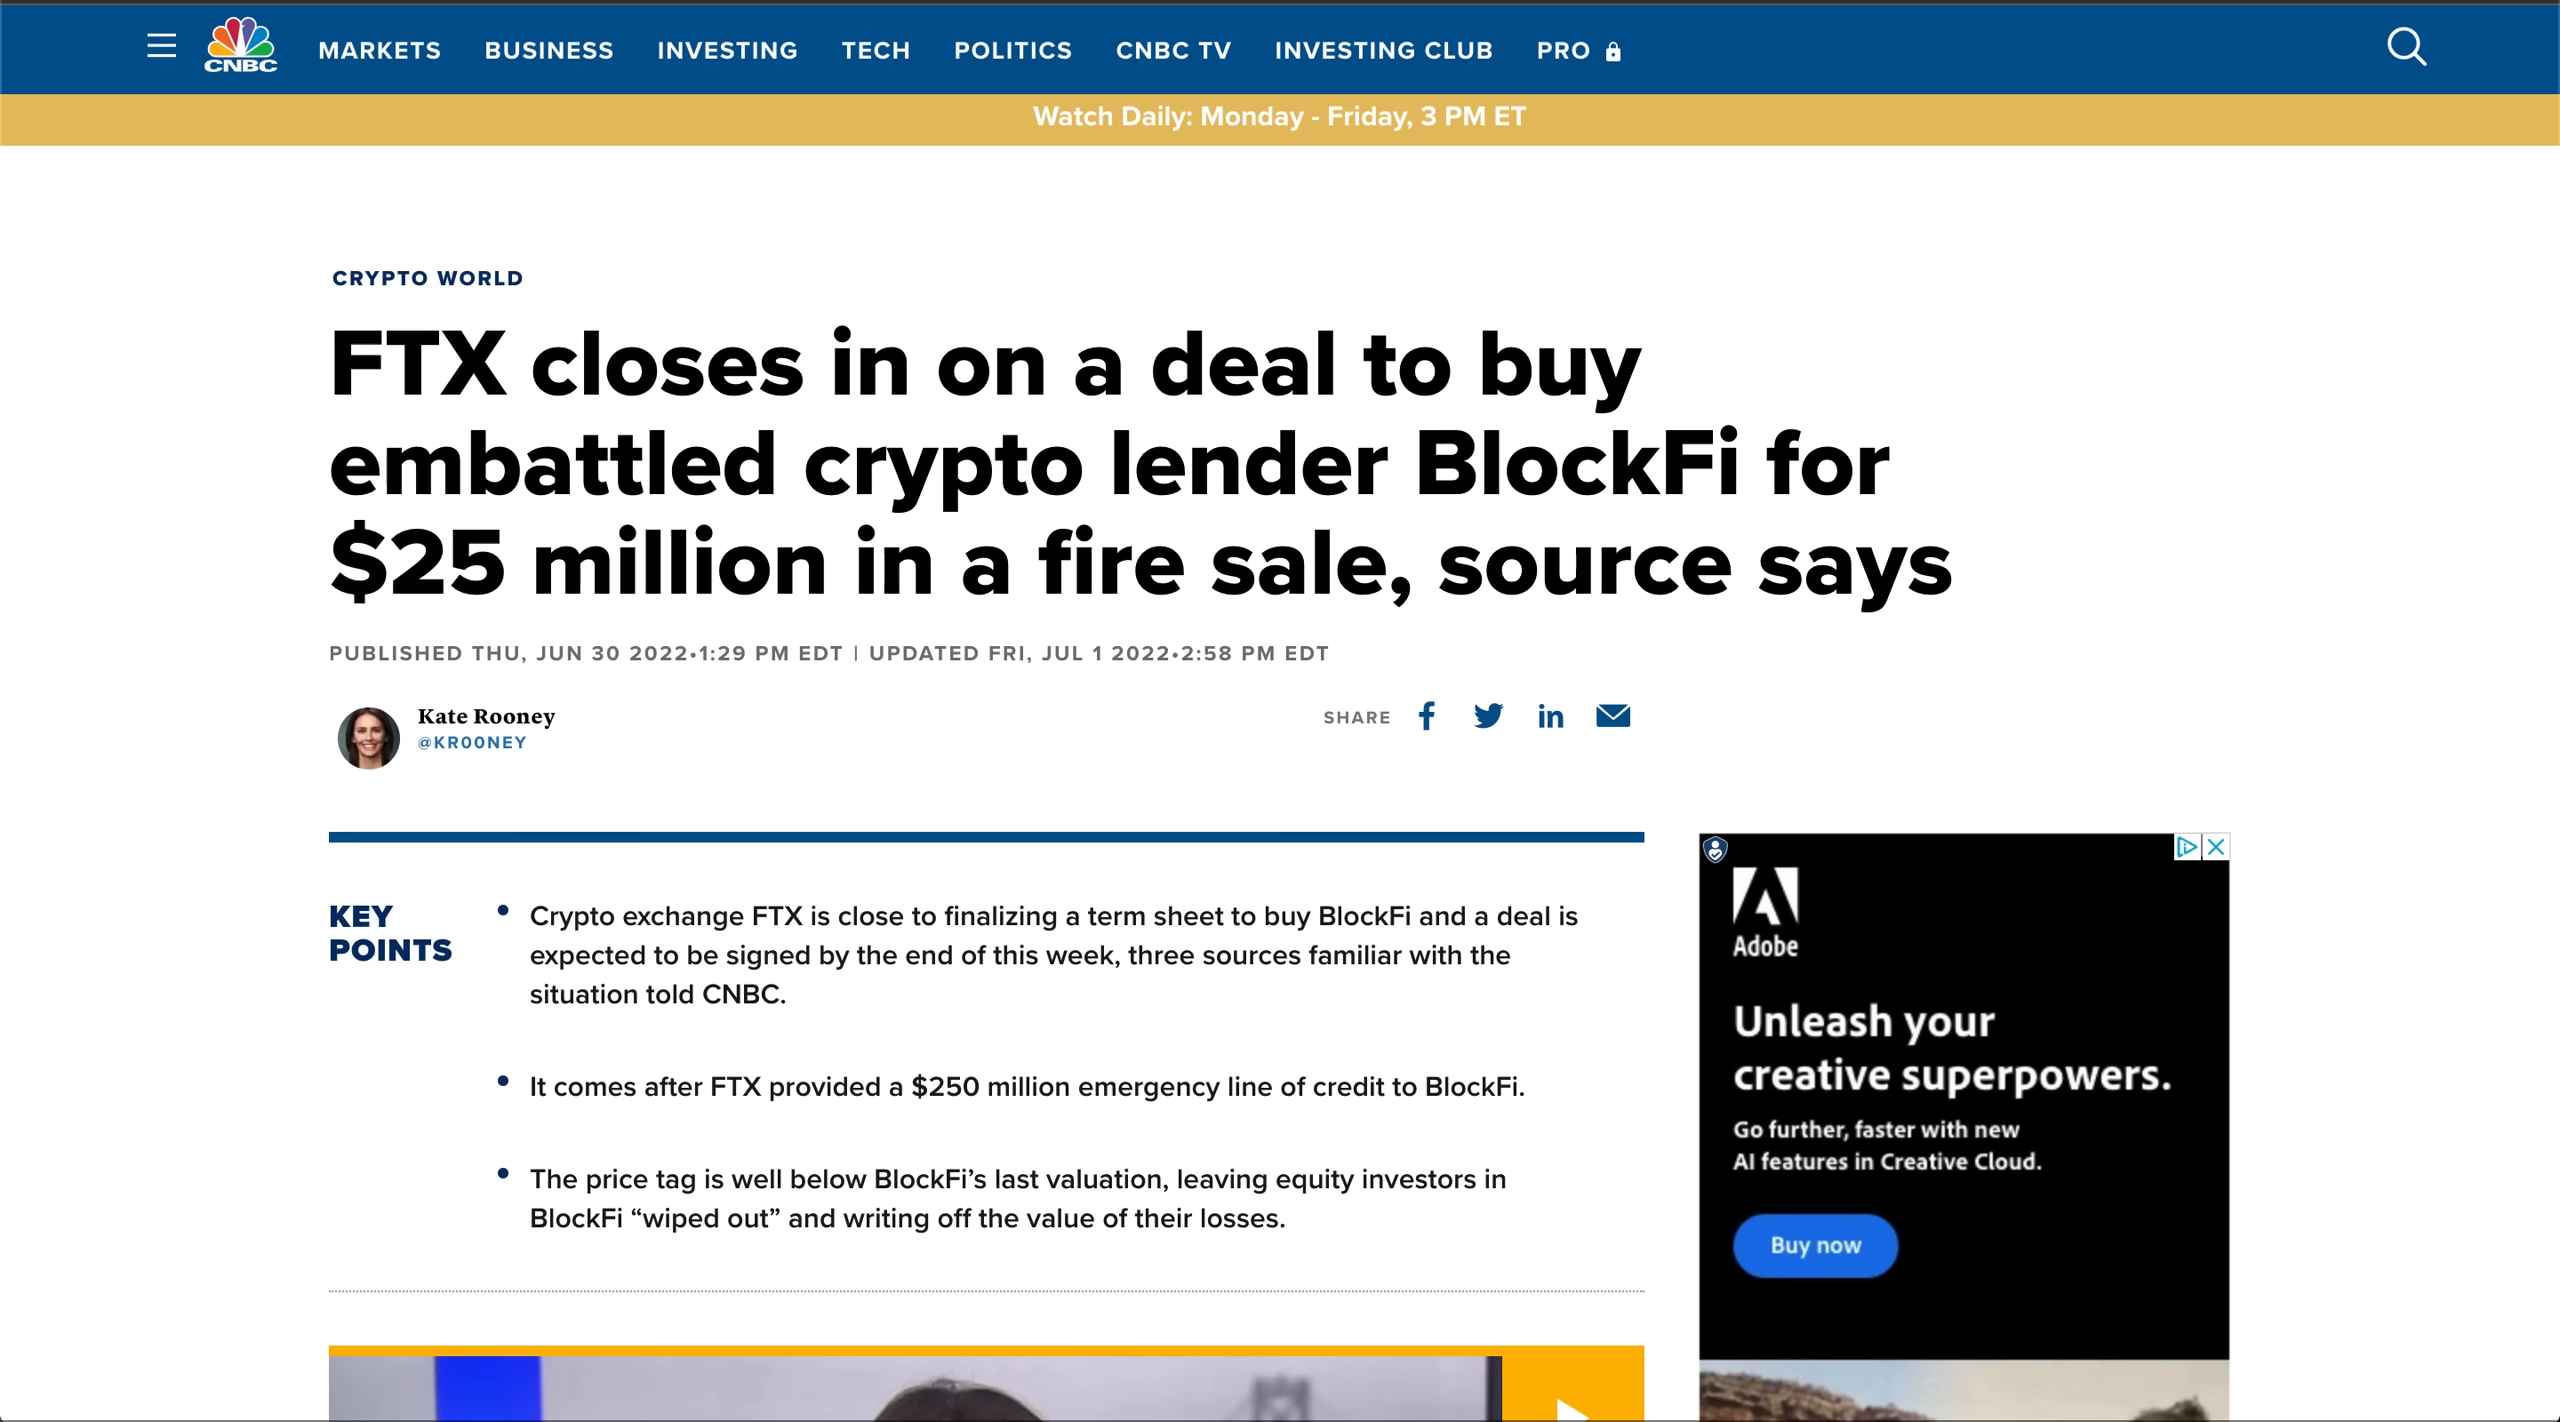 CNBC
MARKETS BUSINESS INVESTING TECH POLITICS CNBC TV INVESTING CLUB PRO
Watch Daily: Monday - Friday, 3 PM ET
CRYPTO WORLD
FTX closes in on a deal to buy
embattled crypto lender BlockFi for
$25 million in a fire sale, source says
PUBLISHED THU, JUN 30 2022•1:29 PM EDT | UPDATED FRI, JUL 1 2022•2:58 PM EDT
Kate Rooney
@KR00NEY
SHARE
KEY
POINTS
• Crypto exchange FTX is close to finalizing a term sheet to buy BlockFi and a deal is
expected to be signed by the end of this week, three sources familiar with the
situation told CNBC.
• It comes after FTX provided a $250 million emergency line of credit to BlockFi.
• The price tag is well below BlockFi’s last valuation, leaving equity investors in
BlockFi “wiped out” and writing off the value of their losses.
Adobe
Unleash your
creative superpowers.
Go further, faster with new
AI features in Creative Cloud.
Buy now